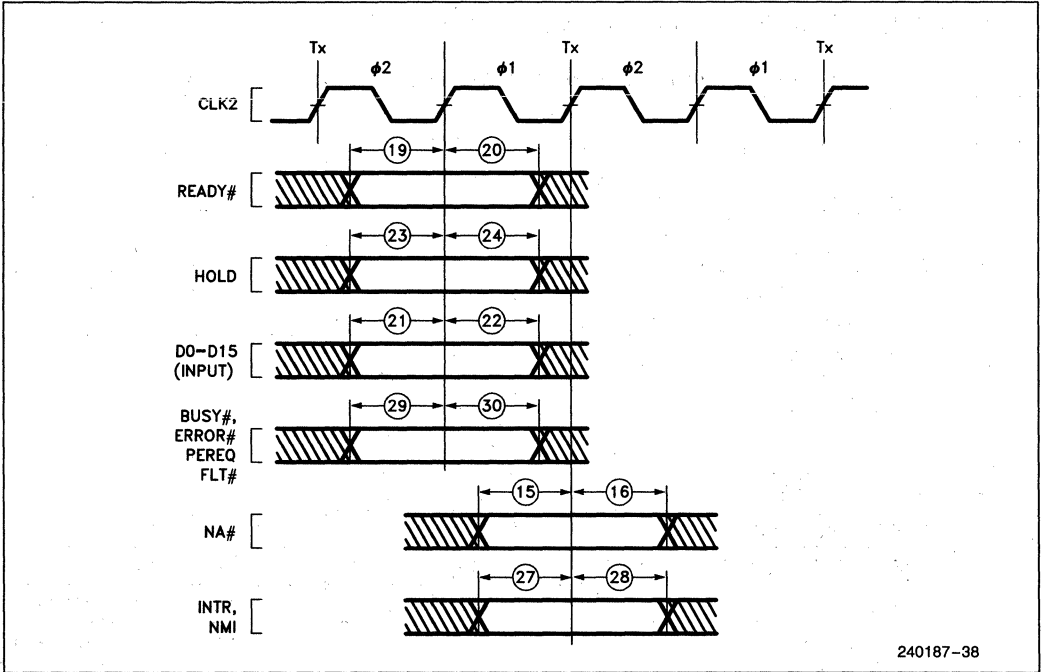 Tx Tx Tx
φ2 φ1 φ2 φ1
CLK2
19 20
READY#
23 24
HOLD
21 22
D0-D15
(INPUT)
29 30
BUSY#,
ERROR#
PEREQ
FLT#
15 16
NA#
27 28
INTR,
NMI
240187-38